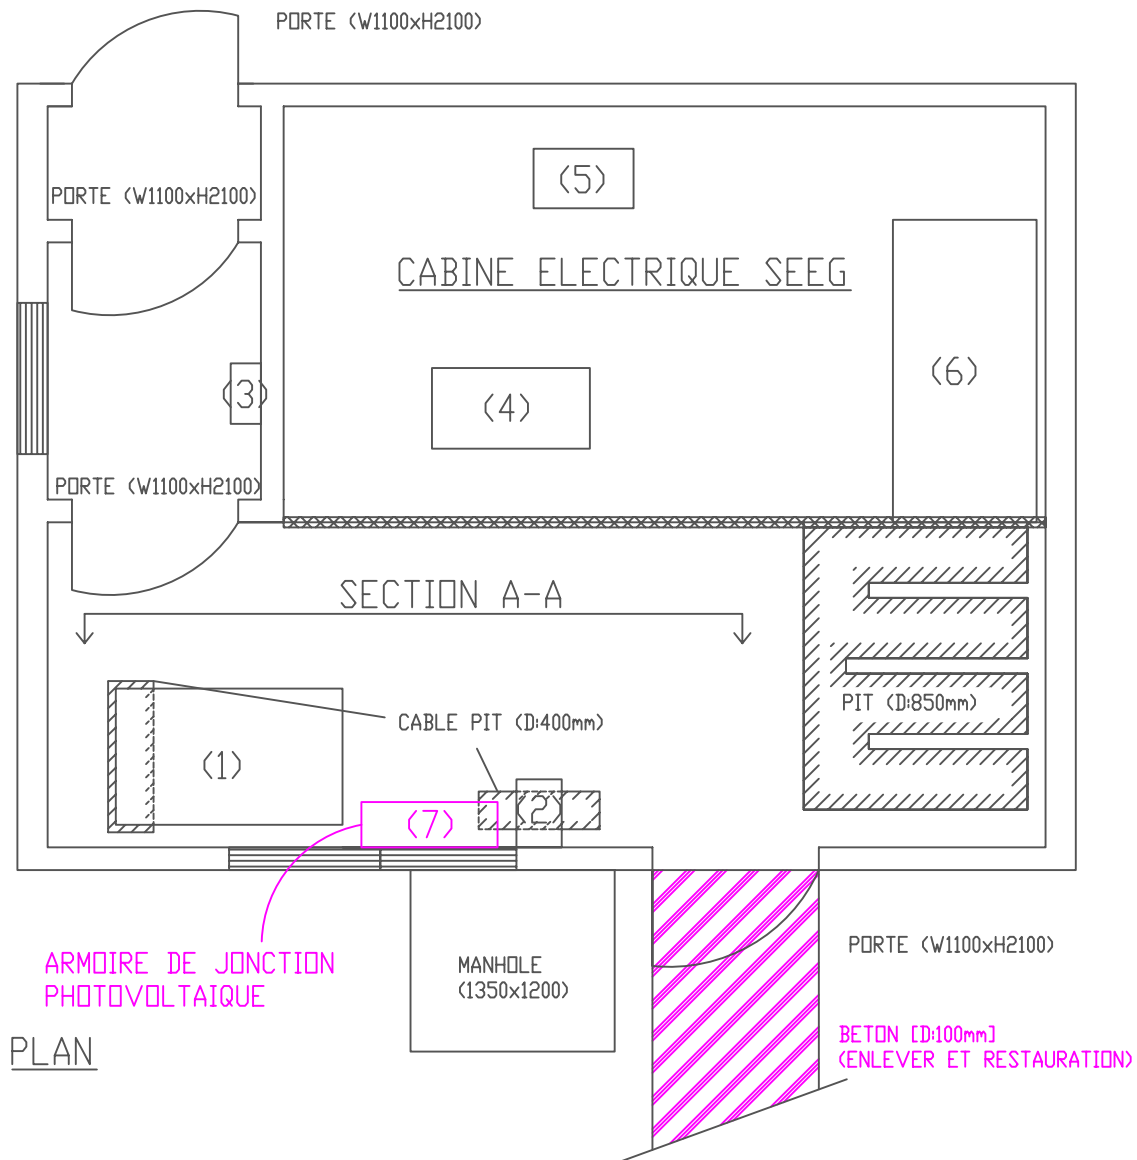 PORTE (W1100xH2100)
PORTE (W1100xH2100)
(5)
CABINE ELECTRIQUE SEEG
(3)
(4)
(6)
PORTE (W1100xH2100)
SECTION A-A
PIT (D:850mm)
CABLE PIT (D:400mm)
(1)
(2)
(7)
PORTE (W1100xH2100)
ARMOIRE DE JONCTION
PHOTOVOLTAIQUE
MANHOLE
(1350x1200)
PLAN
BETON [D:100mm]
(ENLEVER ET RESTAURATION)